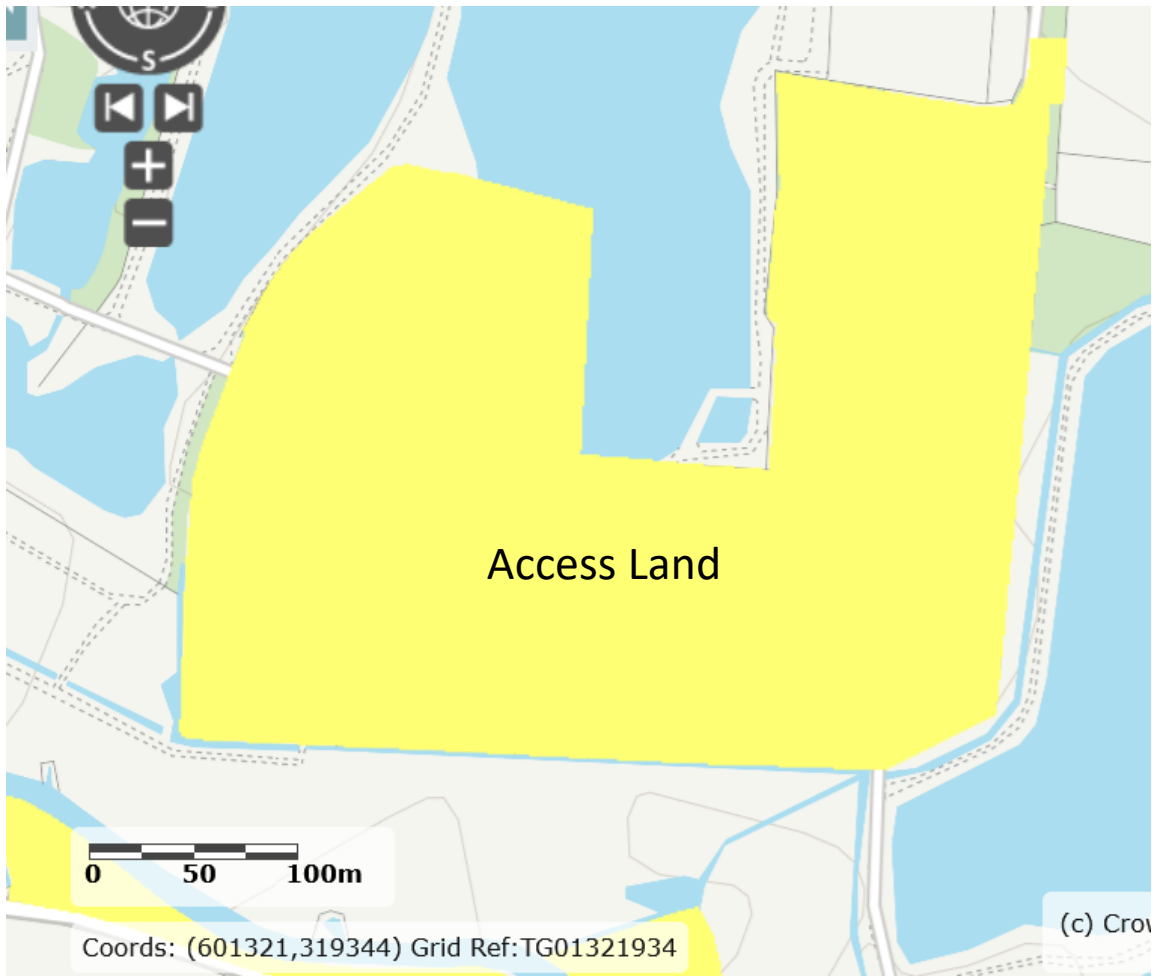 S
Access Land
0 50 100m
Coords: (601321,319344) Grid Ref:TG01321934
(c) Crow